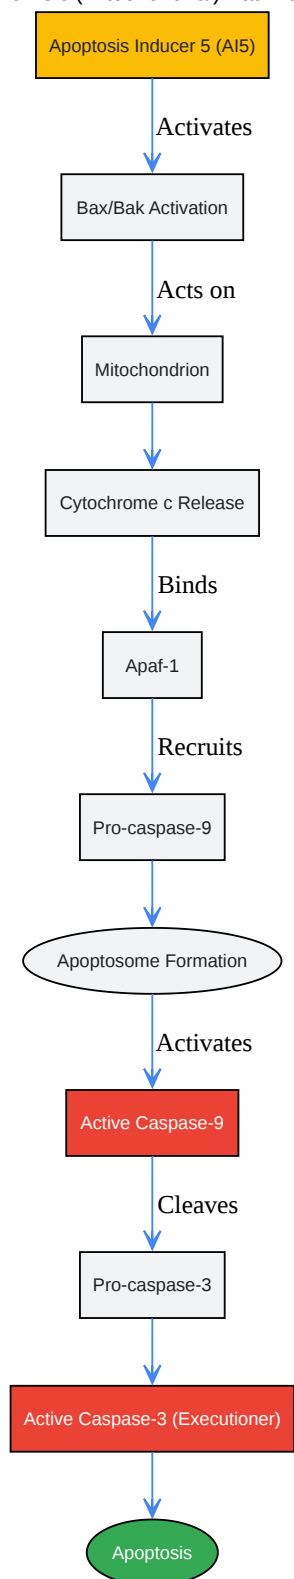 Apoptosis Inducer 5 (AI5)
Activates
Bax/Bak Activation
Acts on
Mitochondrion
Cytochrome c Release
Binds
Apaf-1
Recruits
Pro-caspase-9
Apoptosome Formation
Activates
Active Caspase-9
Cleaves
Pro-caspase-3
Active Caspase-3 (Executioner)
Apoptosis